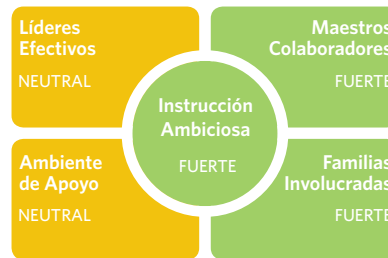 Líderes
Efectivos
NEUTRAL
Maestros
Colaboradores
FUERTE
Instrucción
Ambiciosa
FUERTE
Ambiente
de Apoyo
NEUTRAL
Familias
Involucradas
FUERTE